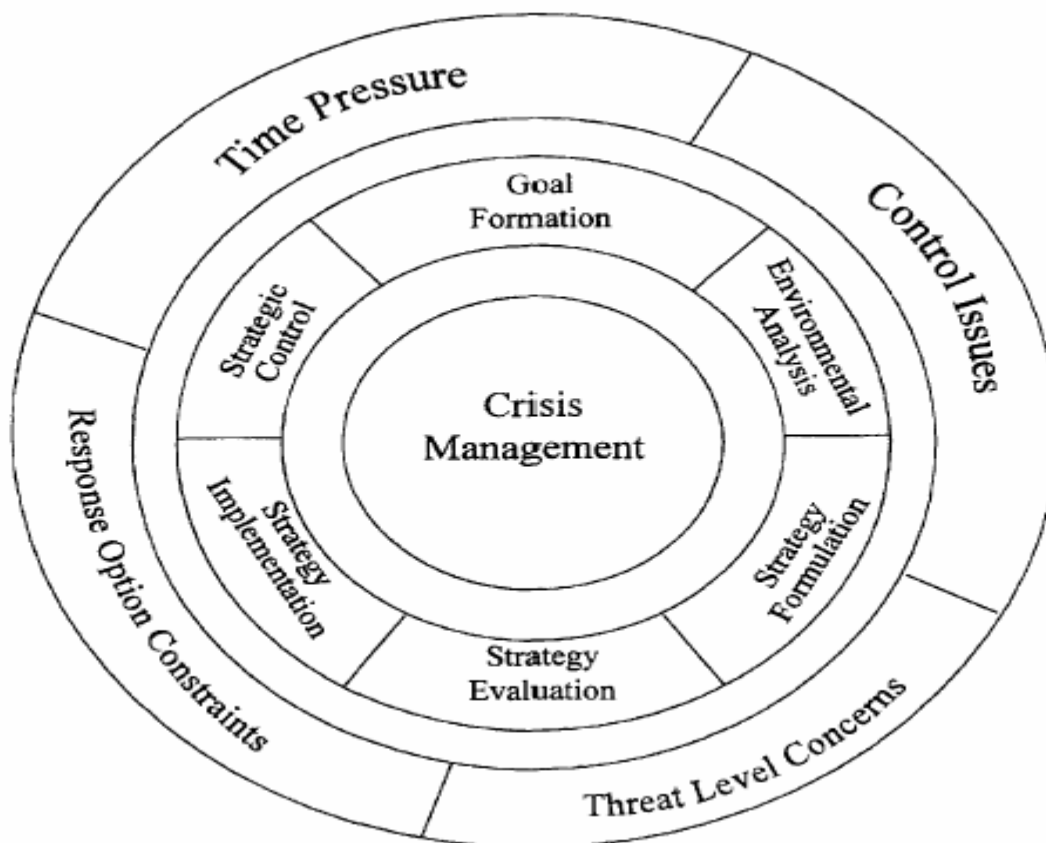 Time Pressure
Control Issues
Goal
Formation
Strategic
Control
Environmental
Analysis
Crisis
Management
Response Option Constraints
Strategy
Implementation
Strategy
Formulation
Strategy
Evaluation
Threat Level Concerns